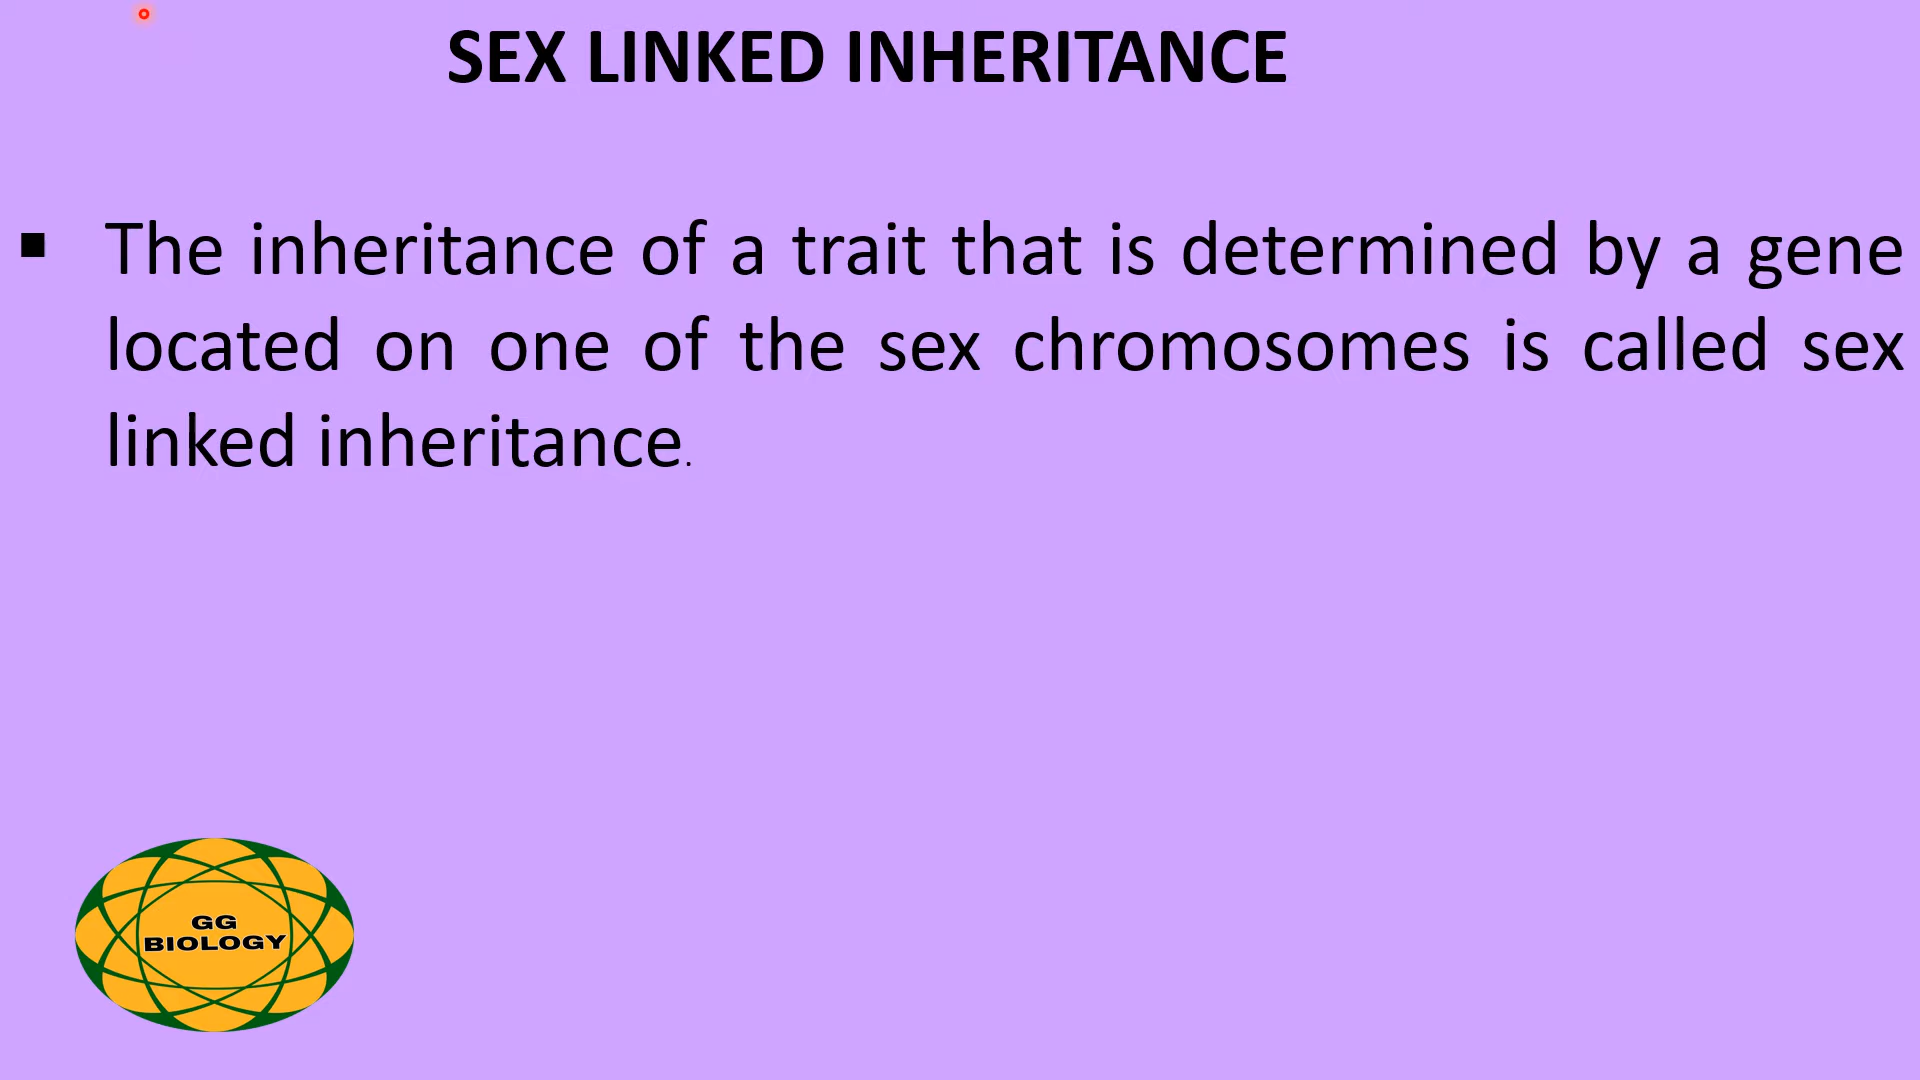 SEX LINKED INHERITANCE
▪ The inheritance of a trait that is determined by a gene
located on one of the sex chromosomes is called sex
linked inheritance.
GG
BIOLOGY